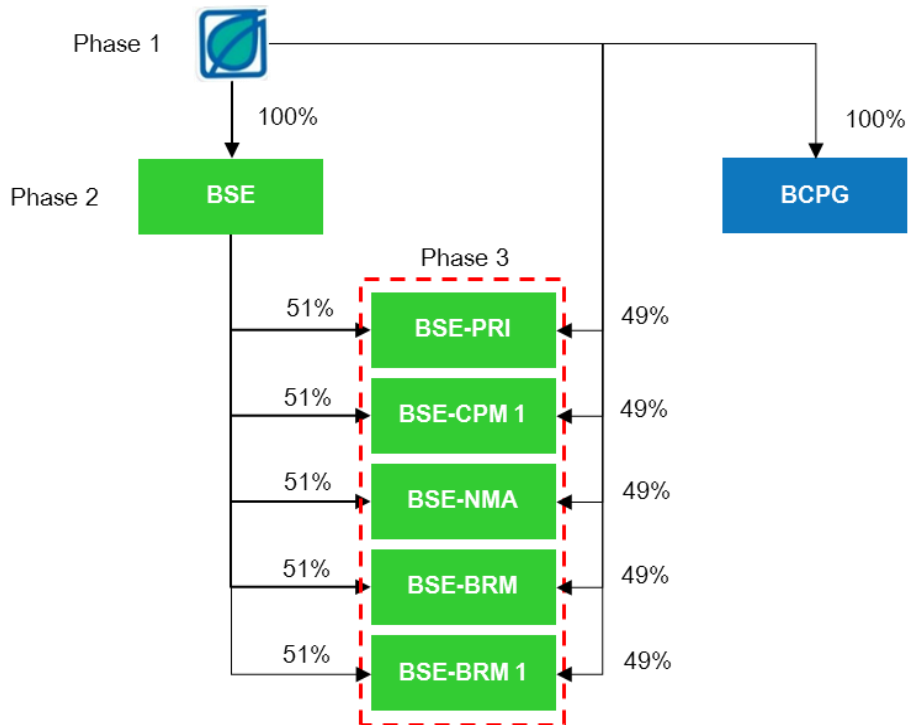 Phase 1
100%
100%
Phase 2
BSE
BCPG
Phase 3
51%
BSE-PRI
49%
51%
BSE-CPM 1
49%
51%
BSE-NMA
49%
51%
BSE-BRM
49%
51%
BSE-BRM 1
49%